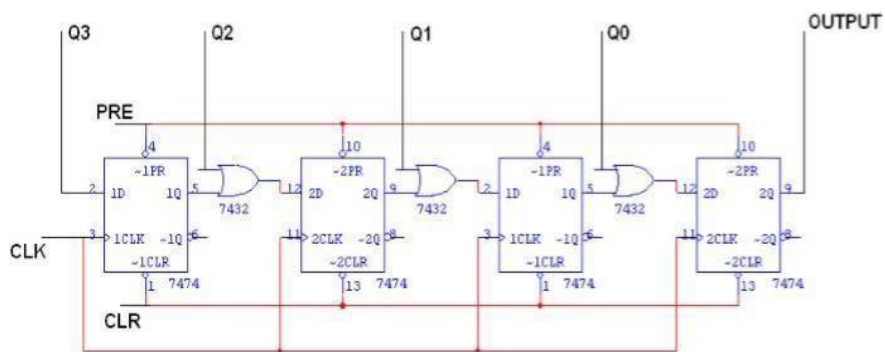 Q3 Q2 Q1 Q0 OUTPUT
PRE
4 10 4 10
~1PR ~2PR ~1PR ~2PR
2 1D 1Q 5 12 2D 2Q 9 2 1D 1Q 5 12 2D 2Q 9
7432 7432 7432
CLK 3 1CLK ~1Q 6 11 2CLK ~2Q 8 3 1CLK ~1Q 6 11 2CLK ~2Q 8
~1CLR ~2CLR ~1CLR ~2CLR
1 7474 13 7474 1 7474 13 7474
CLR